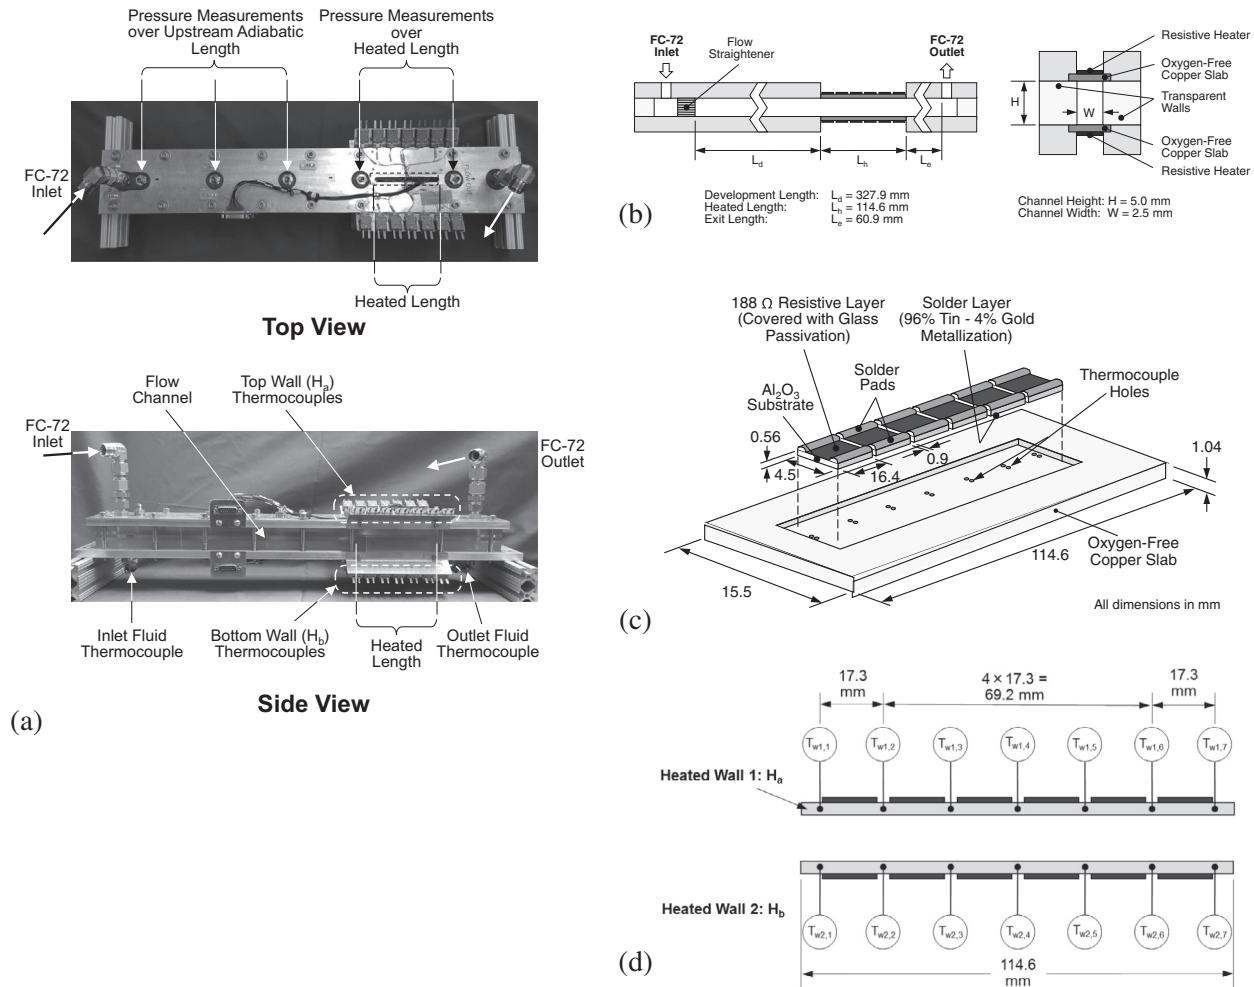 Pressure Measurements
over Upstream Adiabatic
Length
Pressure Measurements
over
Heated Length
FC-72
Inlet
Heated Length
Top View
Flow
Channel
Top Wall (Ha)
Thermocouples
FC-72
Inlet
FC-72
Outlet
Inlet Fluid
Thermocouple
Bottom Wall (Hb)
Thermocouples
Heated
Length
Outlet Fluid
Thermocouple
Side View
(a)
FC-72
Inlet
Flow
Straightener
FC-72
Outlet
Ld
Lh
Le
Development Length: Ld = 327.9 mm
Heated Length: Lh = 114.6 mm
Exit Length: Le = 60.9 mm
H
W
Resistive Heater
Oxygen-Free
Copper Slab
Transparent
Walls
Oxygen-Free
Copper Slab
Resistive Heater
Channel Height: H = 5.0 mm
Channel Width: W = 2.5 mm
(b)
188 Ω Resistive Layer
(Covered with Glass
Passivation)
Solder Layer
(96% Tin - 4% Gold
Metallization)
Al2O3
Substrate
Solder
Pads
Thermocouple
Holes
0.56
4.5
16.4
0.9
1.04
15.5
114.6
Oxygen-Free
Copper Slab
All dimensions in mm
(c)
17.3
mm
4 × 17.3 =
69.2 mm
17.3
mm
Tw1,1 Tw1,2 Tw1,3 Tw1,4 Tw1,5 Tw1,6 Tw1,7
Heated Wall 1: Ha
Heated Wall 2: Hb
Tw2,1 Tw2,2 Tw2,3 Tw2,4 Tw2,5 Tw2,6 Tw2,7
114.6
mm
(d)